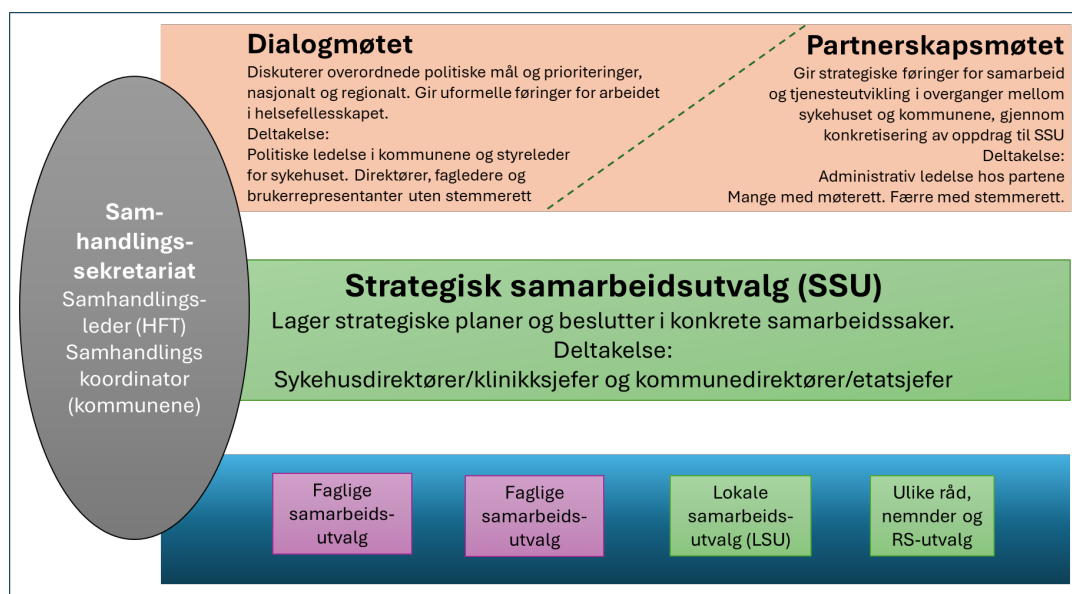 Dialogmøtet
Diskuterer overordnede politiske mål og prioriteringer,
nasjonalt og regionalt. Gir uformelle føringer for arbeidet
i helsefellesskapet.
Deltakelse:
Politiske ledelse i kommunene og styreleder
for sykehuset. Direktører, fagledere og
brukerrepresentanter uten stemmerett
Partnerskapsmøtet
Gir strategiske føringer for samarbeid
og tjenesteutvikling i overganger mellom
sykehuset og kommunene, gjennom
konkretisering av oppdrag til SSU
Deltakelse:
Administrativ ledelse hos partene
Mange med møterett. Færre med stemmerett.
Sam-
handlings-
sekretariat
Samhandlings-
leder (HFT)
Samhandlings
koordinator
(kommunene)
Strategisk samarbeidsutvalg (SSU)
Lager strategiske planer og beslutter i konkrete samarbeidssaker.
Deltakelse:
Sykehusdirektører/klinikksjefer og kommunedirektører/etatsjefer
Faglige
samarbeids-
utvalg
Faglige
samarbeids-
utvalg
Lokale
samarbeids-
utvalg (LSU)
Ulike råd,
nemnder og
RS-utvalg